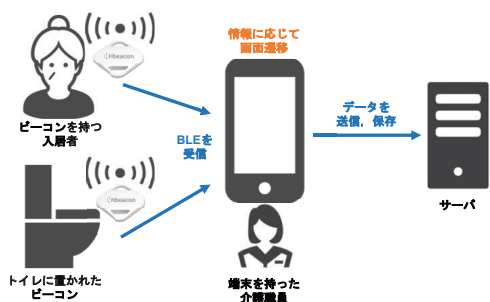 Hbeacon
ビーコンを持つ
入居者
Hbeacon
トイレに置かれた
ビーコン
BLEを
受信
情報に応じて
画面遷移
端末を持った
介護職員
データを
送信，保存
サーバ